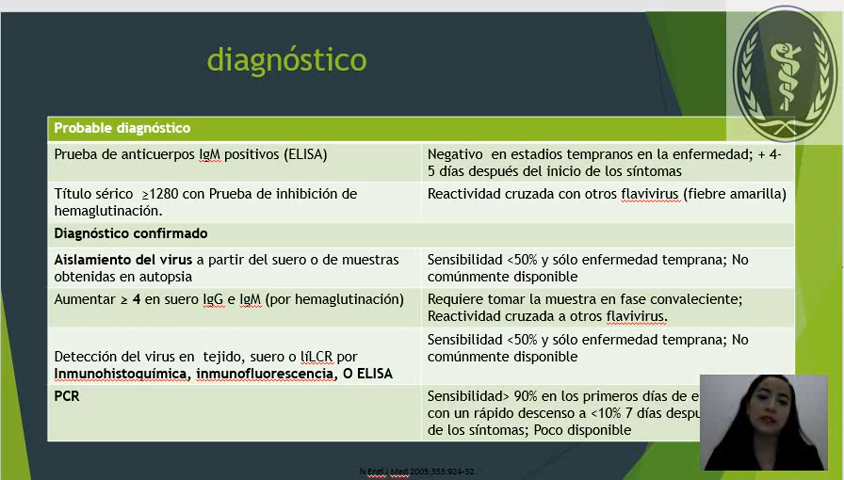 diagnóstico
Probable diagnóstico
Prueba de anticuerpos IgM positivos (ELISA)
Negativo en estadios tempranos en la enfermedad; + 4-
5 días después del inicio de los síntomas
Título sérico ≥1280 con Prueba de inhibición de
hemaglutinación.
Reactividad cruzada con otros flavivirus (fiebre amarilla)
Diagnóstico confirmado
Aislamiento del virus a partir del suero o de muestras
obtenidas en autopsia
Sensibilidad <50% y sólo enfermedad temprana; No
comúnmente disponible
Aumentar ≥ 4 en suero IgG e IgM (por hemaglutinación)
Requiere tomar la muestra en fase convaleciente;
Reactividad cruzada a otros flavivirus.
Detección del virus en tejido, suero o líLCR por
Inmunohistoquímica, inmunofluorescencia, O ELISA
Sensibilidad <50% y sólo enfermedad temprana; No
comúnmente disponible
PCR
Sensibilidad> 90% en los primeros días de
con un rápido descenso a <10% 7 días
de los síntomas; Poco disponible
N Engl J Med 2005;353:924-32.